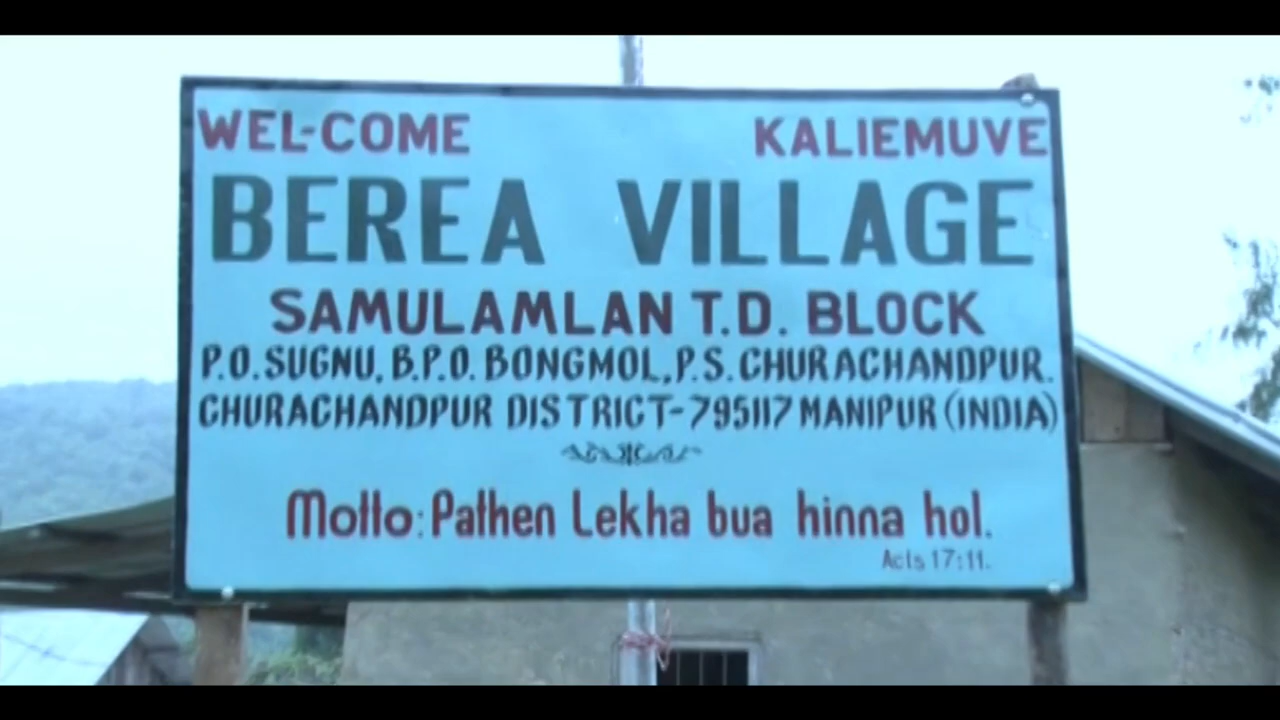 WEL-COME KALIEMUVE
BEREA VILLAGE
SAMULAMLAN T.D. BLOCK
P.O. SUGNU, B.P.O. BONGMOL, P.S. CHURACHANDPUR.
CHURACHANDPUR DISTRICT-795117 MANIPUR (INDIA)
Motto: Pathen Lekha bua hinna hol.
Acts 17:11.